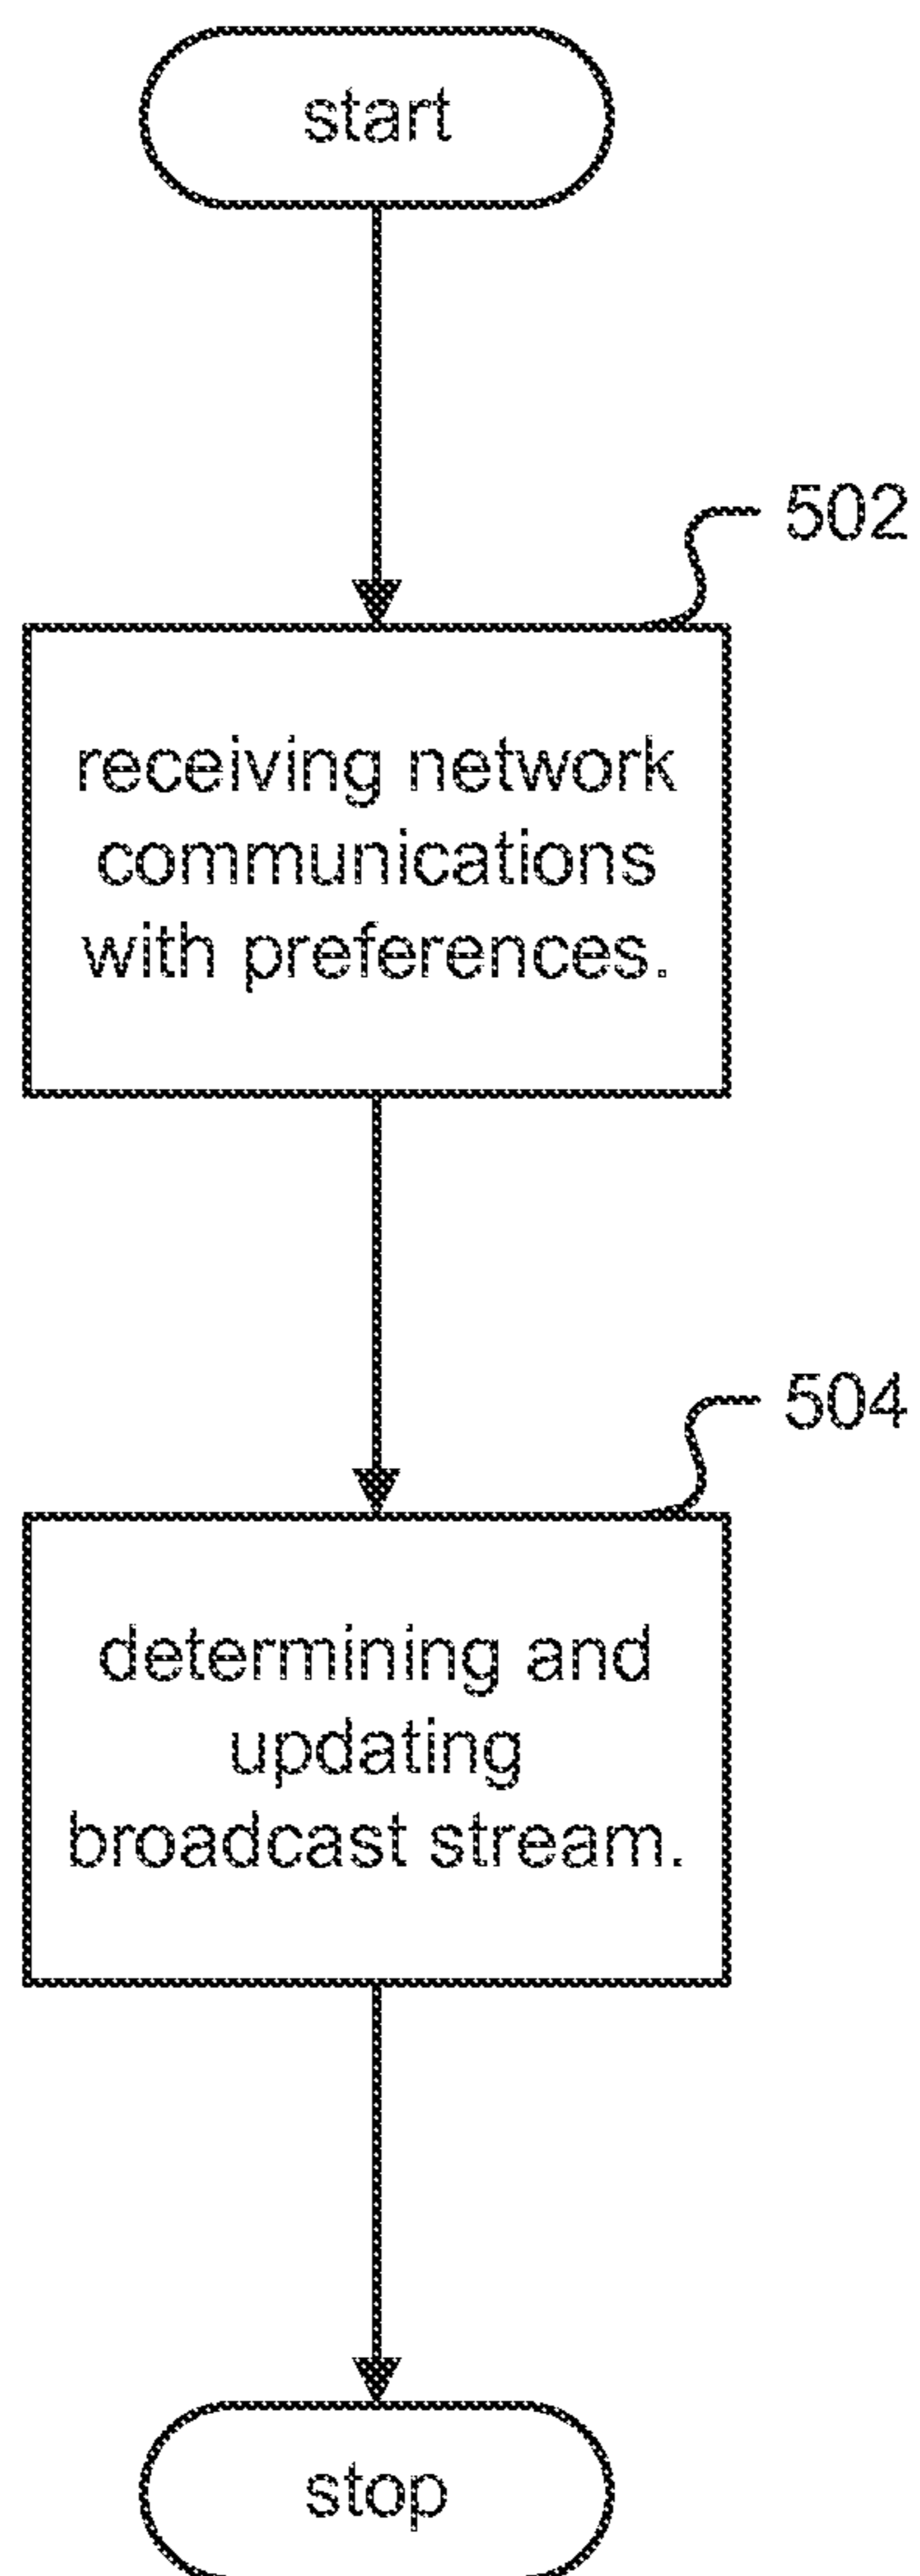 start
502
receiving network
communications
with preferences.
504
determining and
updating
broadcast stream.
stop